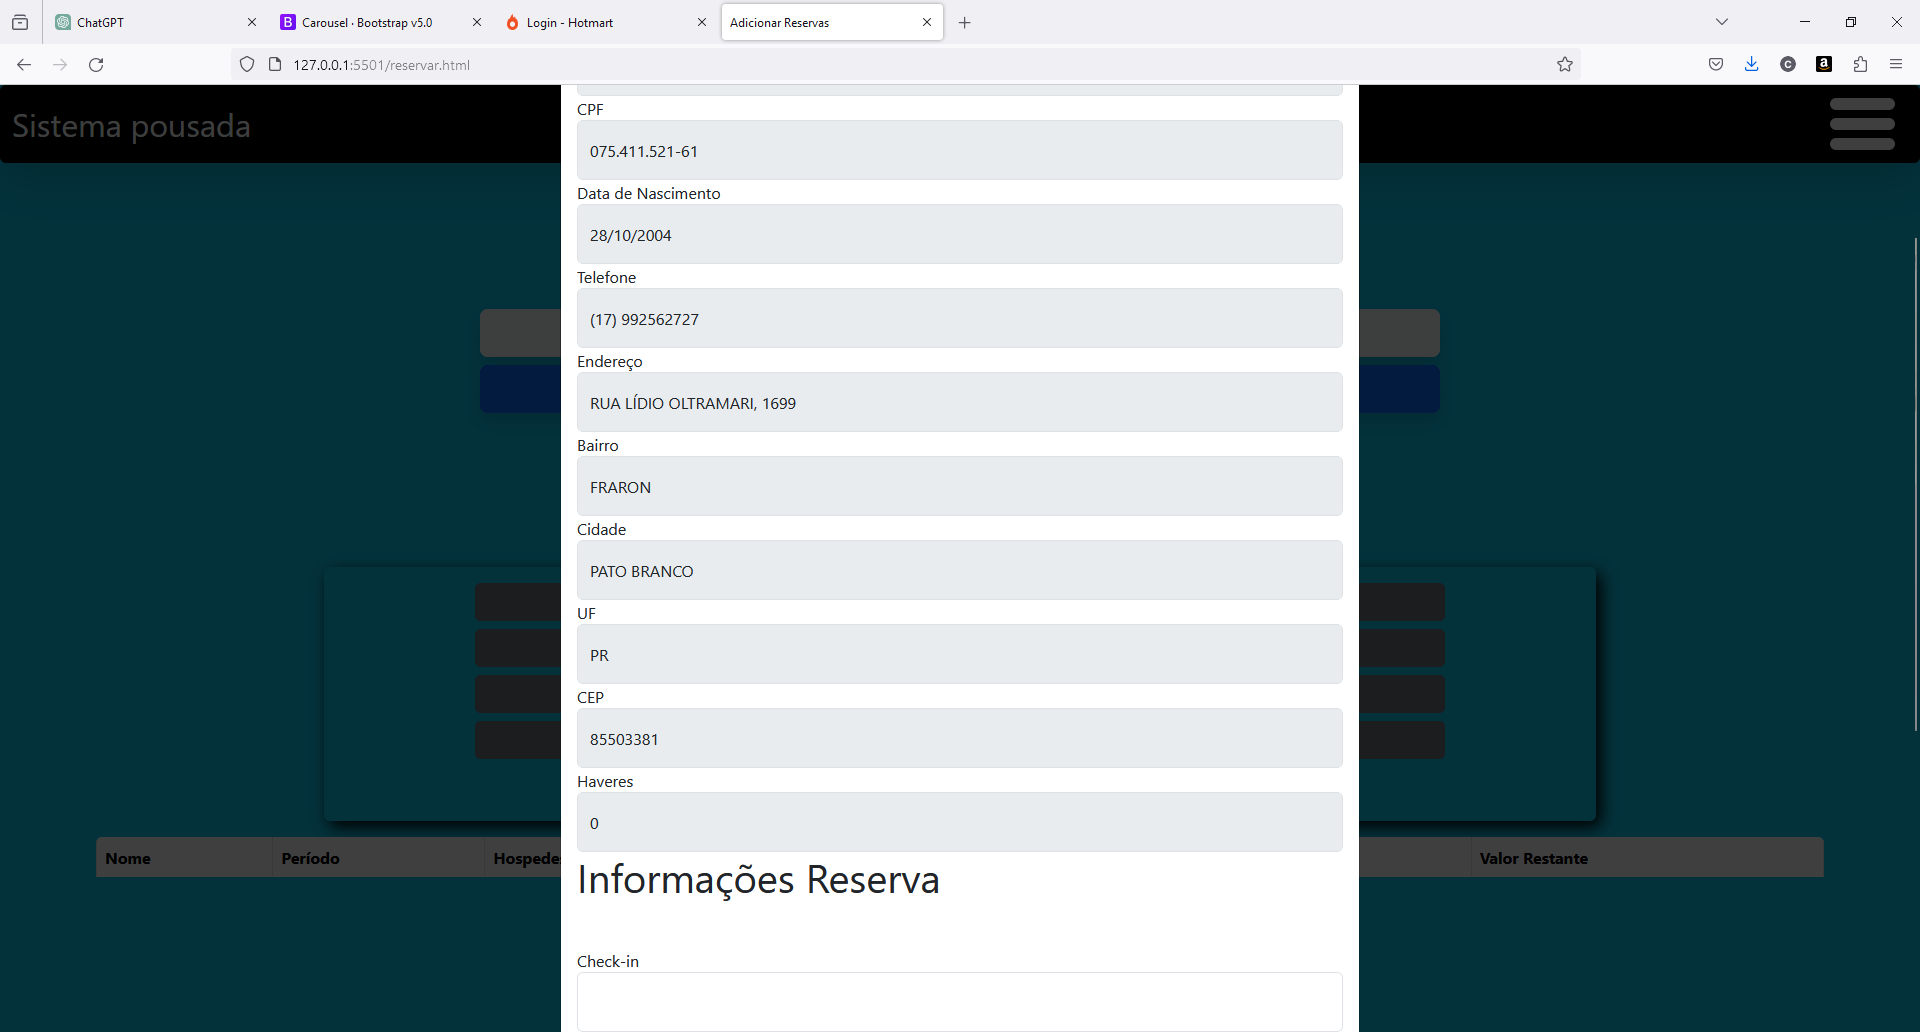 ChatGPT
Carousel · Bootstrap v5.0
Login - Hotmart
Adicionar Reservas
127.0.0.1:5501/reservar.html
Sistema pousada
CPF
075.411.521-61
Data de Nascimento
28/10/2004
Telefone
(17) 992562727
Endereço
RUA LÍDIO OLTRAMARI, 1699
Bairro
FRARON
Cidade
PATO BRANCO
UF
PR
CEP
85503381
Haveres
0
Nome
Período
Hospedes
Valor Restante
Informações Reserva
Check-in